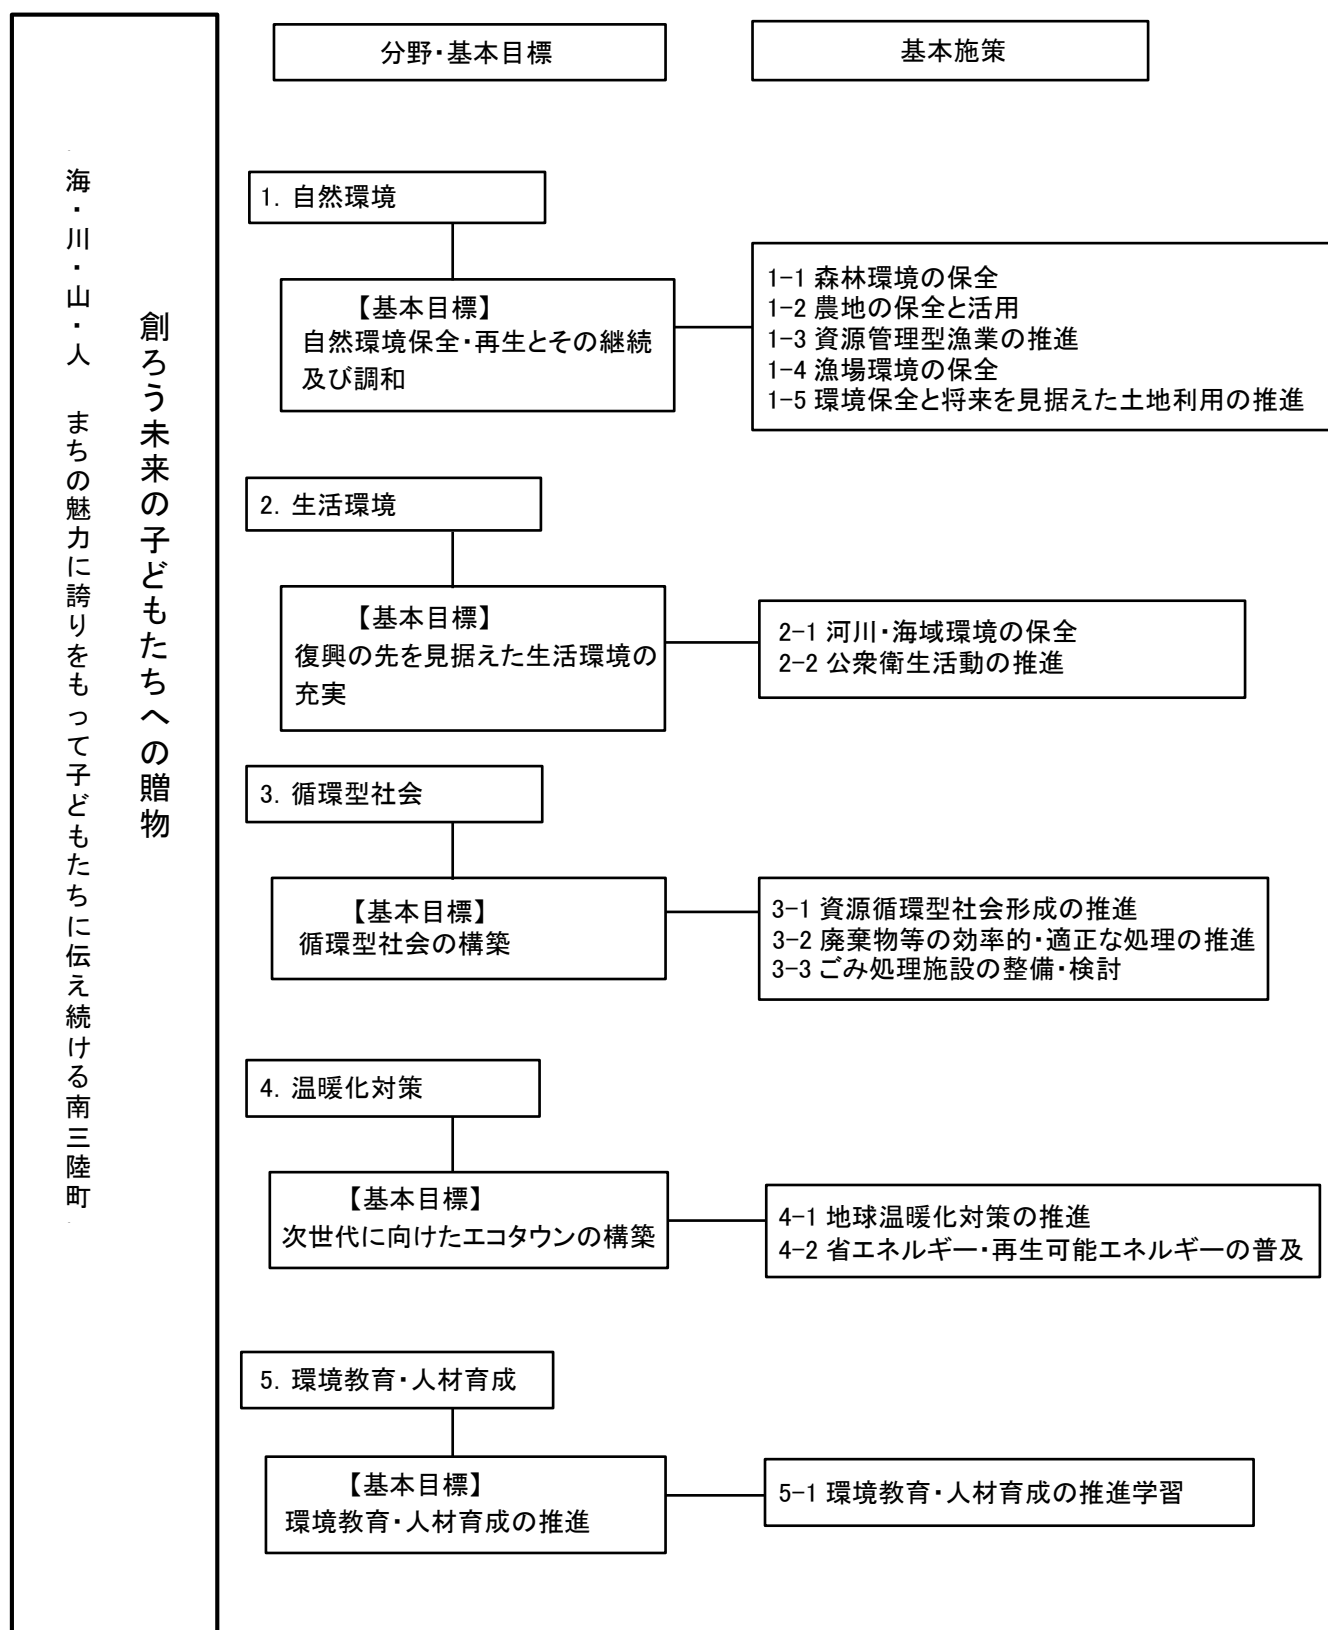 創ろう未来の子どもたちへの贈物
海・川・山・人　まちの魅力に誇りをもって子どもたちに伝え続ける南三陸町
分野・基本目標
基本施策
1. 自然環境
【基本目標】
自然環境保全・再生とその継続
及び調和
1-1 森林環境の保全
1-2 農地の保全と活用
1-3 資源管理型漁業の推進
1-4 漁場環境の保全
1-5 環境保全と将来を見据えた土地利用の推進
2. 生活環境
【基本目標】
復興の先を見据えた生活環境の
充実
2-1 河川・海域環境の保全
2-2 公衆衛生活動の推進
3. 循環型社会
【基本目標】
循環型社会の構築
3-1 資源循環型社会形成の推進
3-2 廃棄物等の効率的・適正な処理の推進
3-3 ごみ処理施設の整備・検討
4. 温暖化対策
【基本目標】
次世代に向けたエコタウンの構築
4-1 地球温暖化対策の推進
4-2 省エネルギー・再生可能エネルギーの普及
5. 環境教育・人材育成
【基本目標】
環境教育・人材育成の推進
5-1 環境教育・人材育成の推進学習